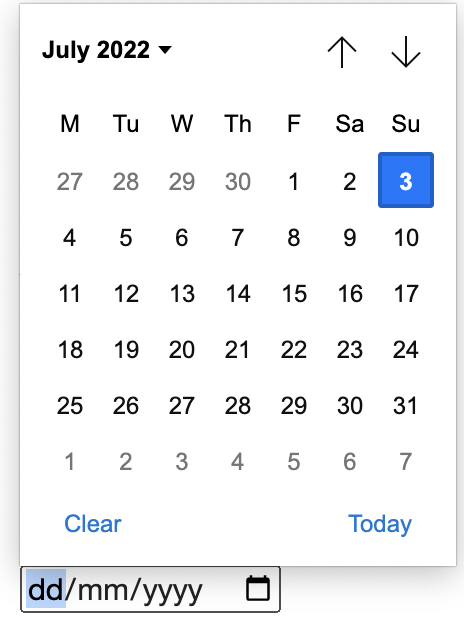 July 2022
M Tu W Th F Sa Su
27 28 29 30 1 2 3
4 5 6 7 8 9 10
11 12 13 14 15 16 17
18 19 20 21 22 23 24
25 26 27 28 29 30 31
1 2 3 4 5 6 7
Clear Today
dd/mm/yyyy